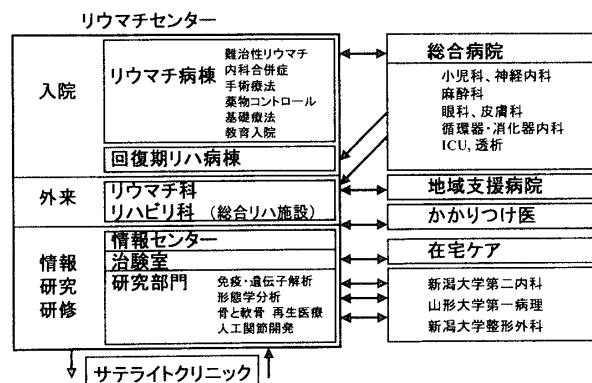 リウマチセンター
入院
リウマチ病棟
難治性リウマチ
内科合併症
手術療法
薬物コントロール
基礎療法
教育入院
回復期リハ病棟
外来
リウマチ科
リハビリ科 (総合リハ施設)
情報
研究
研修
情報センター
治験室
研究部門
免疫・遺伝子解析
形態学分析
骨と軟骨 再生医療
人工関節開発
サテライトクリニック
総合病院
小児科、神経内科
麻酔科
眼科、皮膚科
循環器・消化器内科
ICU, 透析
地域支援病院
かかりつけ医
在宅ケア
新潟大学第二内科
山形大学第一病理
新潟大学整形外科